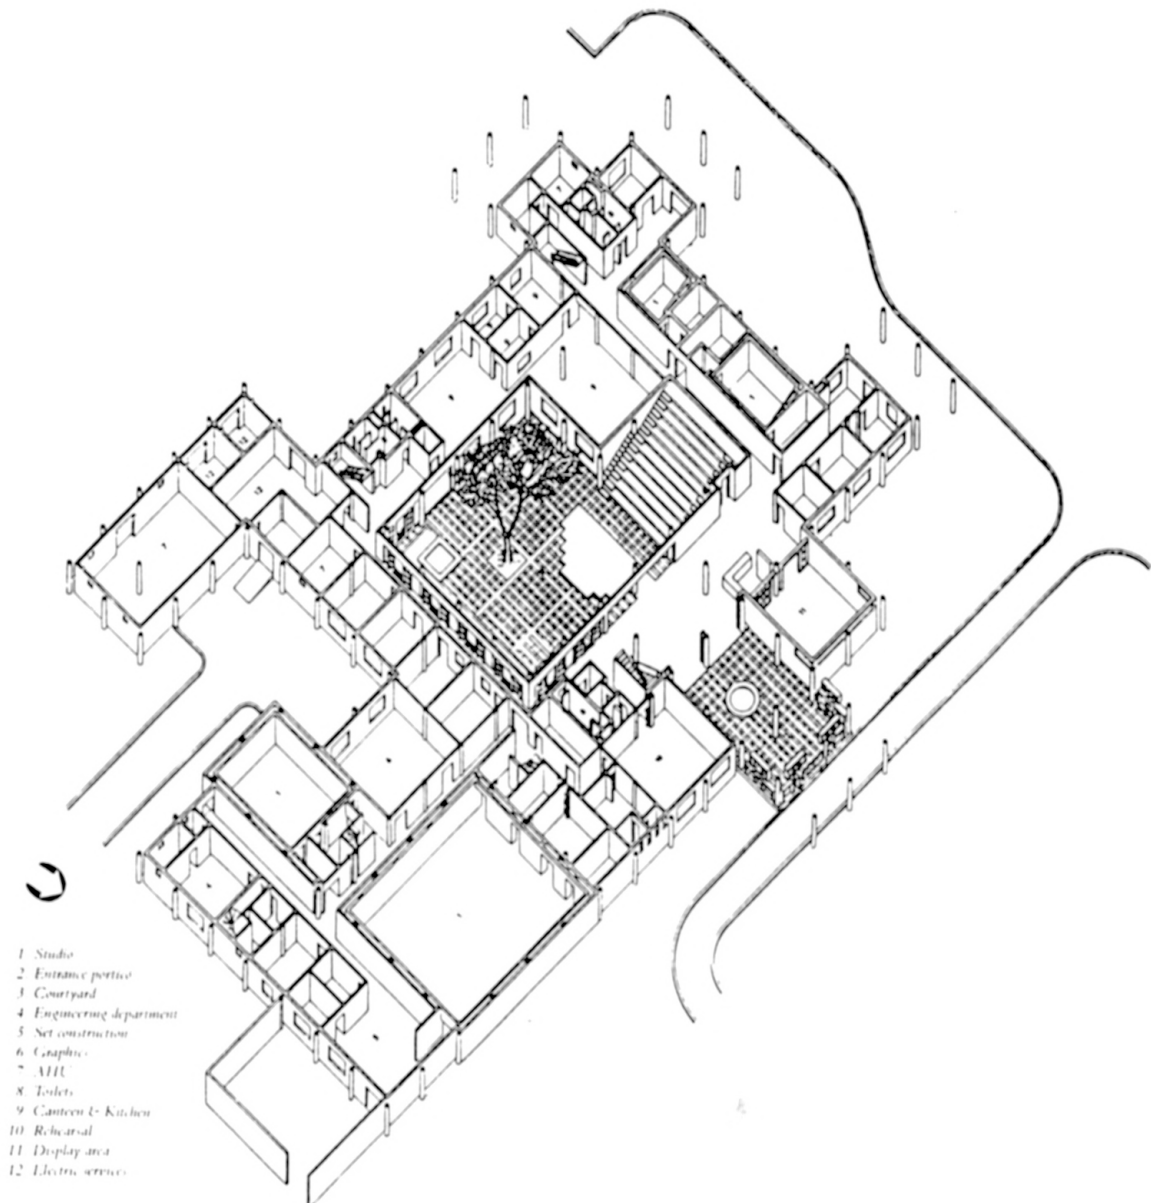 1 Studio
2 Entrance portico
3 Courtyard
4 Engineering department
5 Set construction
6 Graphics
7 AHU
8 Toilets
9 Canteen & Kitchen
10 Rehearsal
11 Display area
12 Electric services